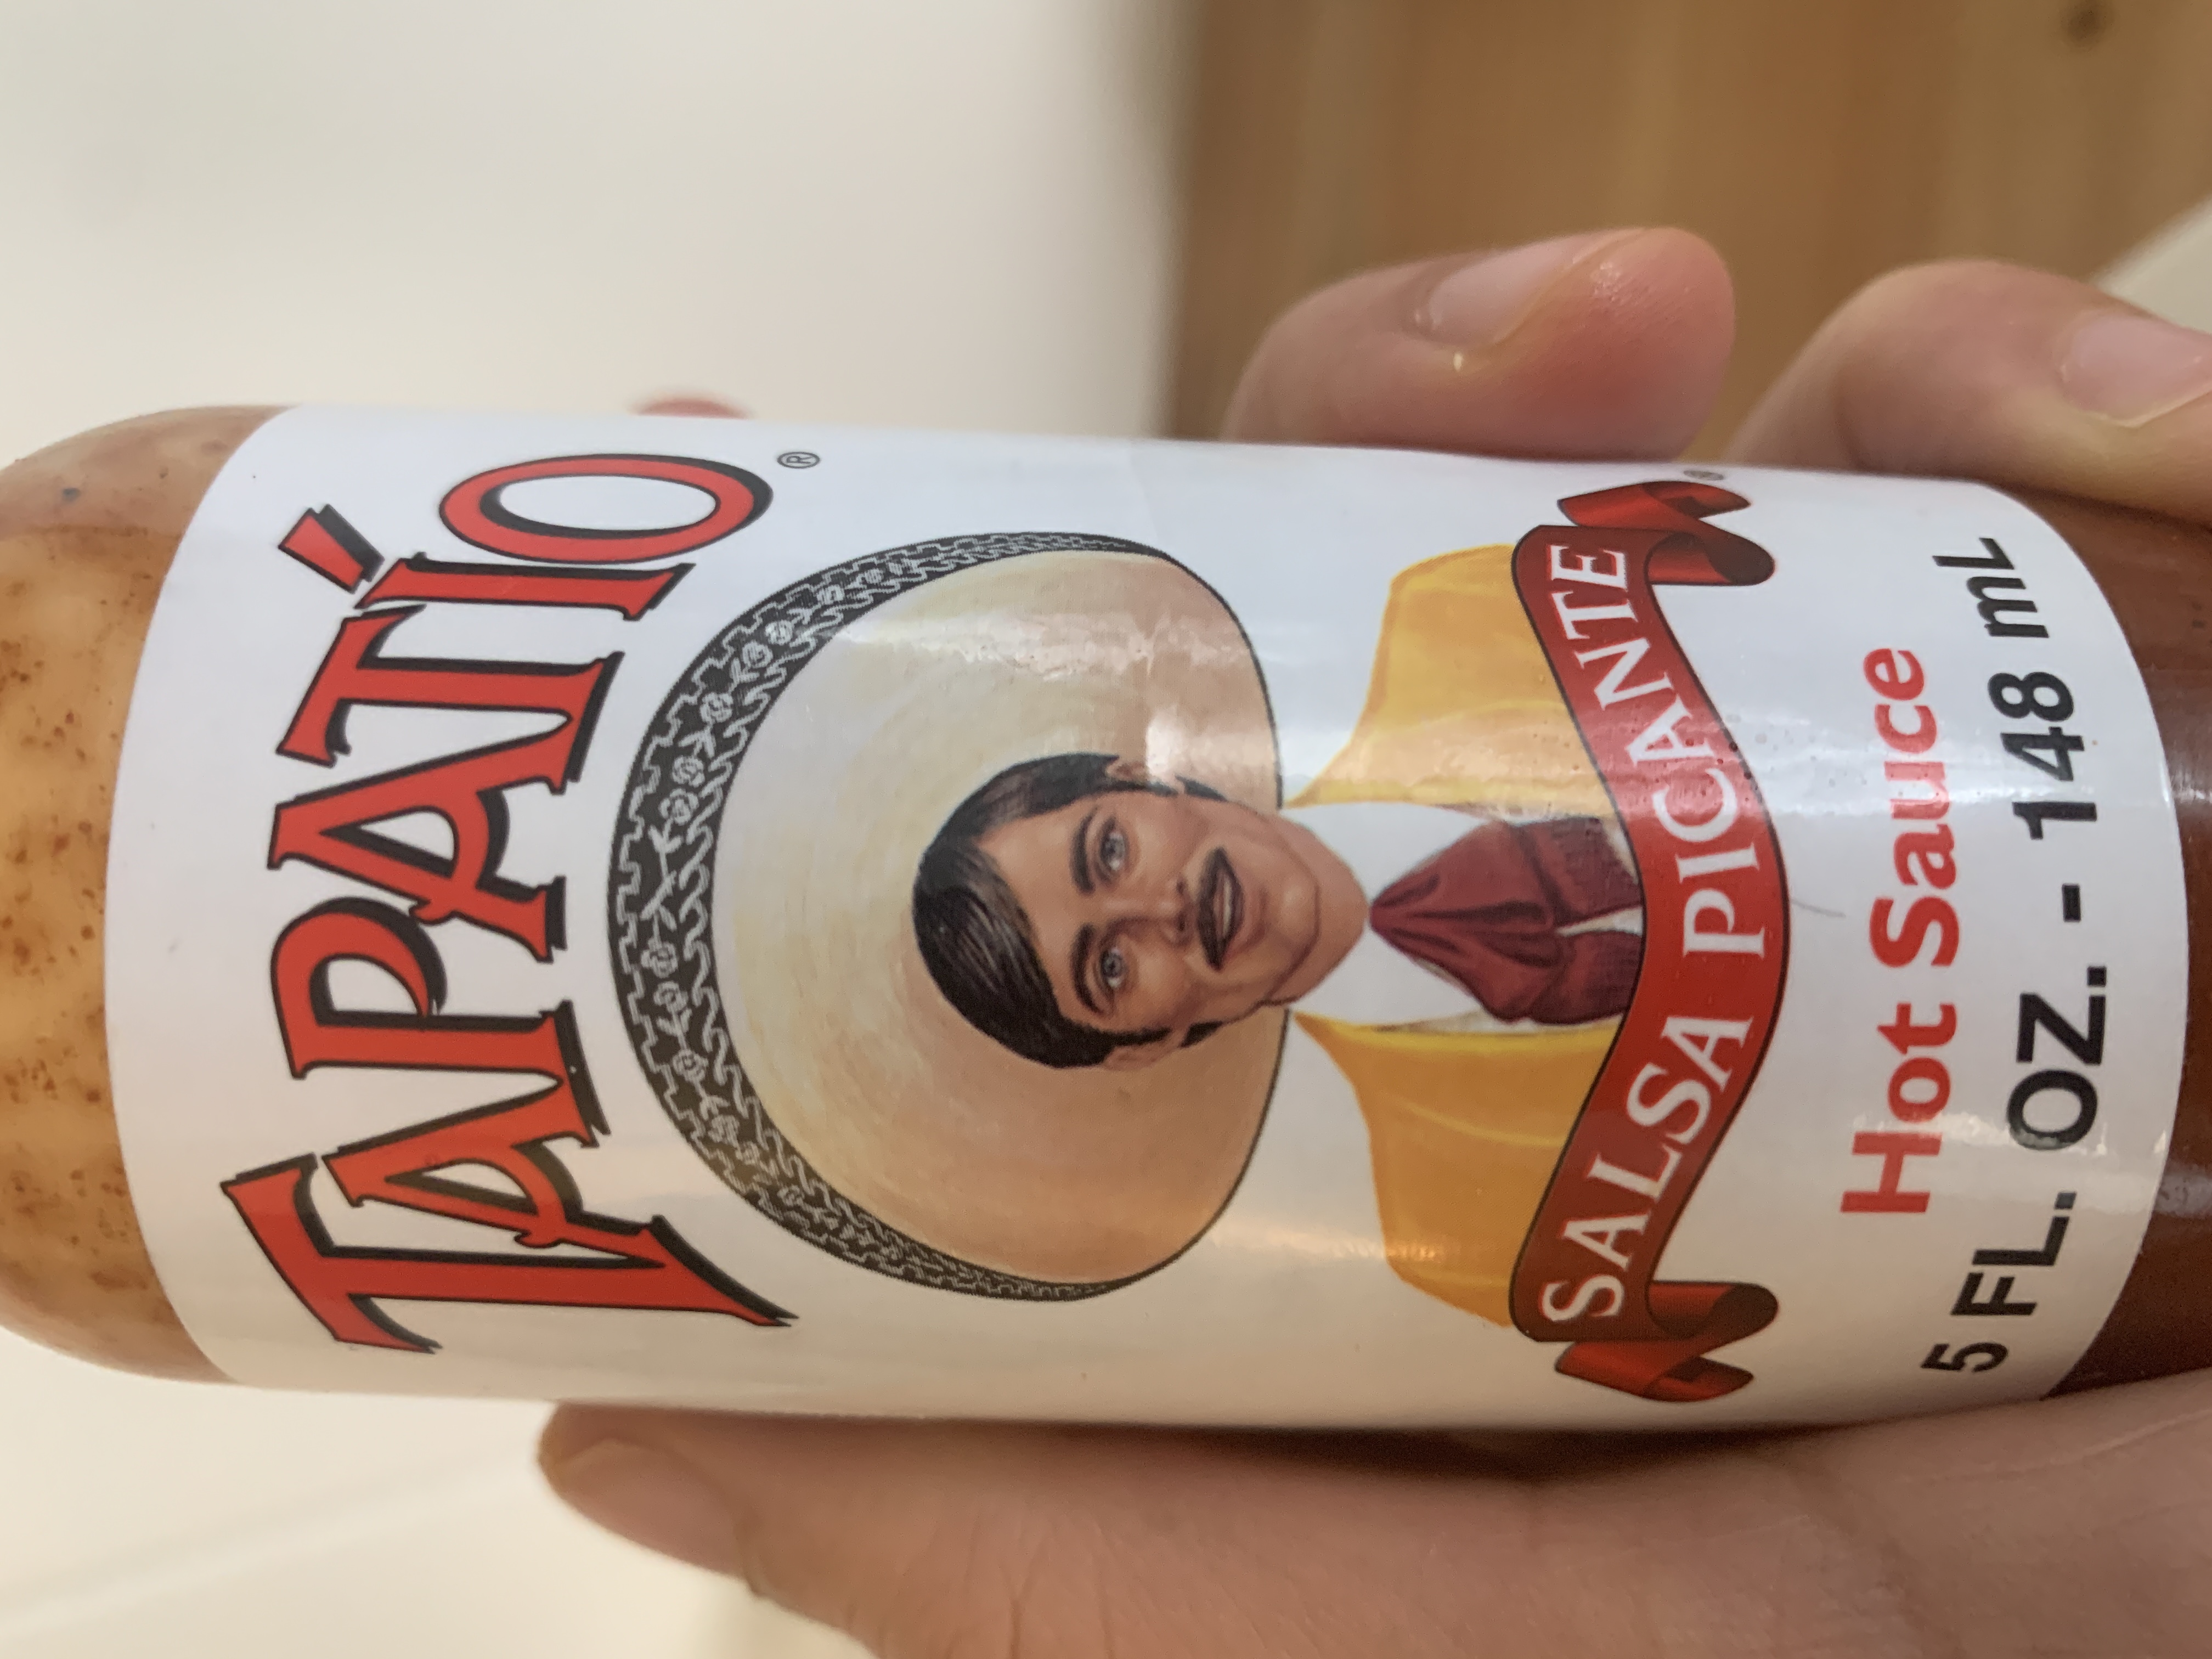 TAPATÍO
®
SALSA PICANTE
®
Hot Sauce
5 FL. OZ. - 148 mL